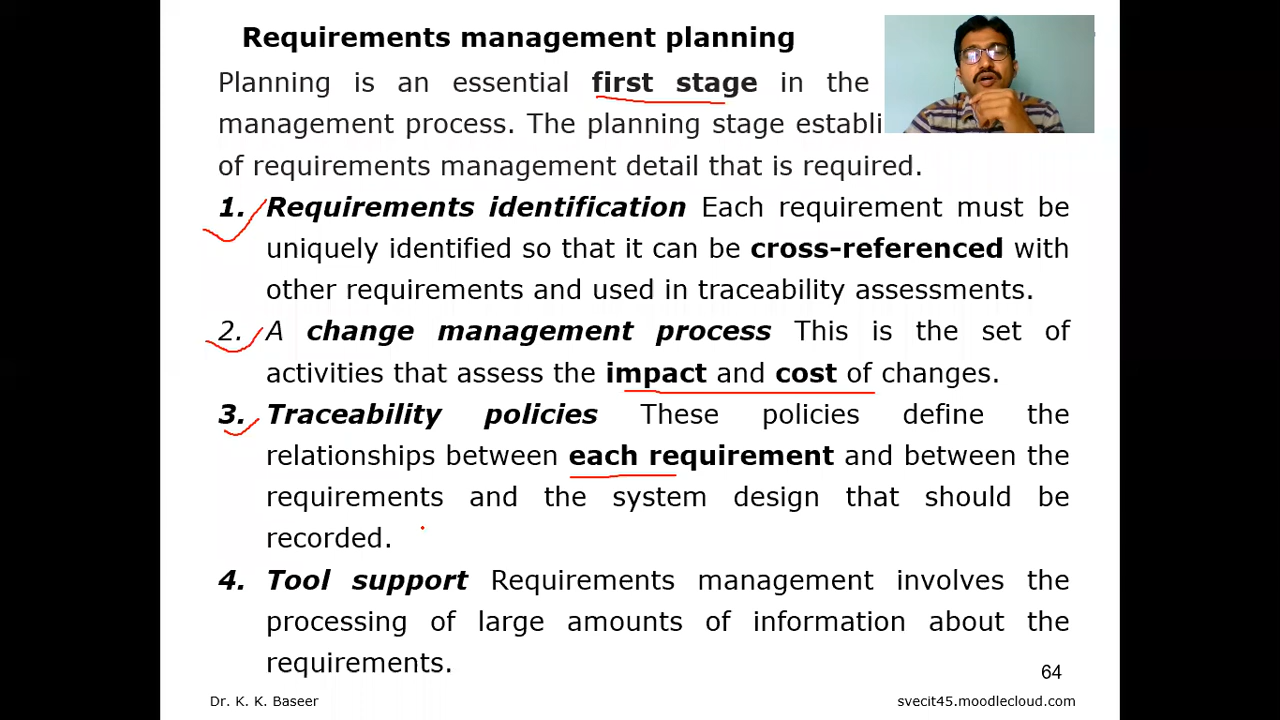 Requirements management planning
Planning is an essential first stage in the
management process. The planning stage establi
of requirements management detail that is required.
1. Requirements identification Each requirement must be
uniquely identified so that it can be cross-referenced with
other requirements and used in traceability assessments.
2. A change management process This is the set of
activities that assess the impact and cost of changes.
3. Traceability policies These policies define the
relationships between each requirement and between the
requirements and the system design that should be
recorded.
4. Tool support Requirements management involves the
processing of large amounts of information about the
requirements.
64
Dr. K. K. Baseer
svecit45.moodlecloud.com